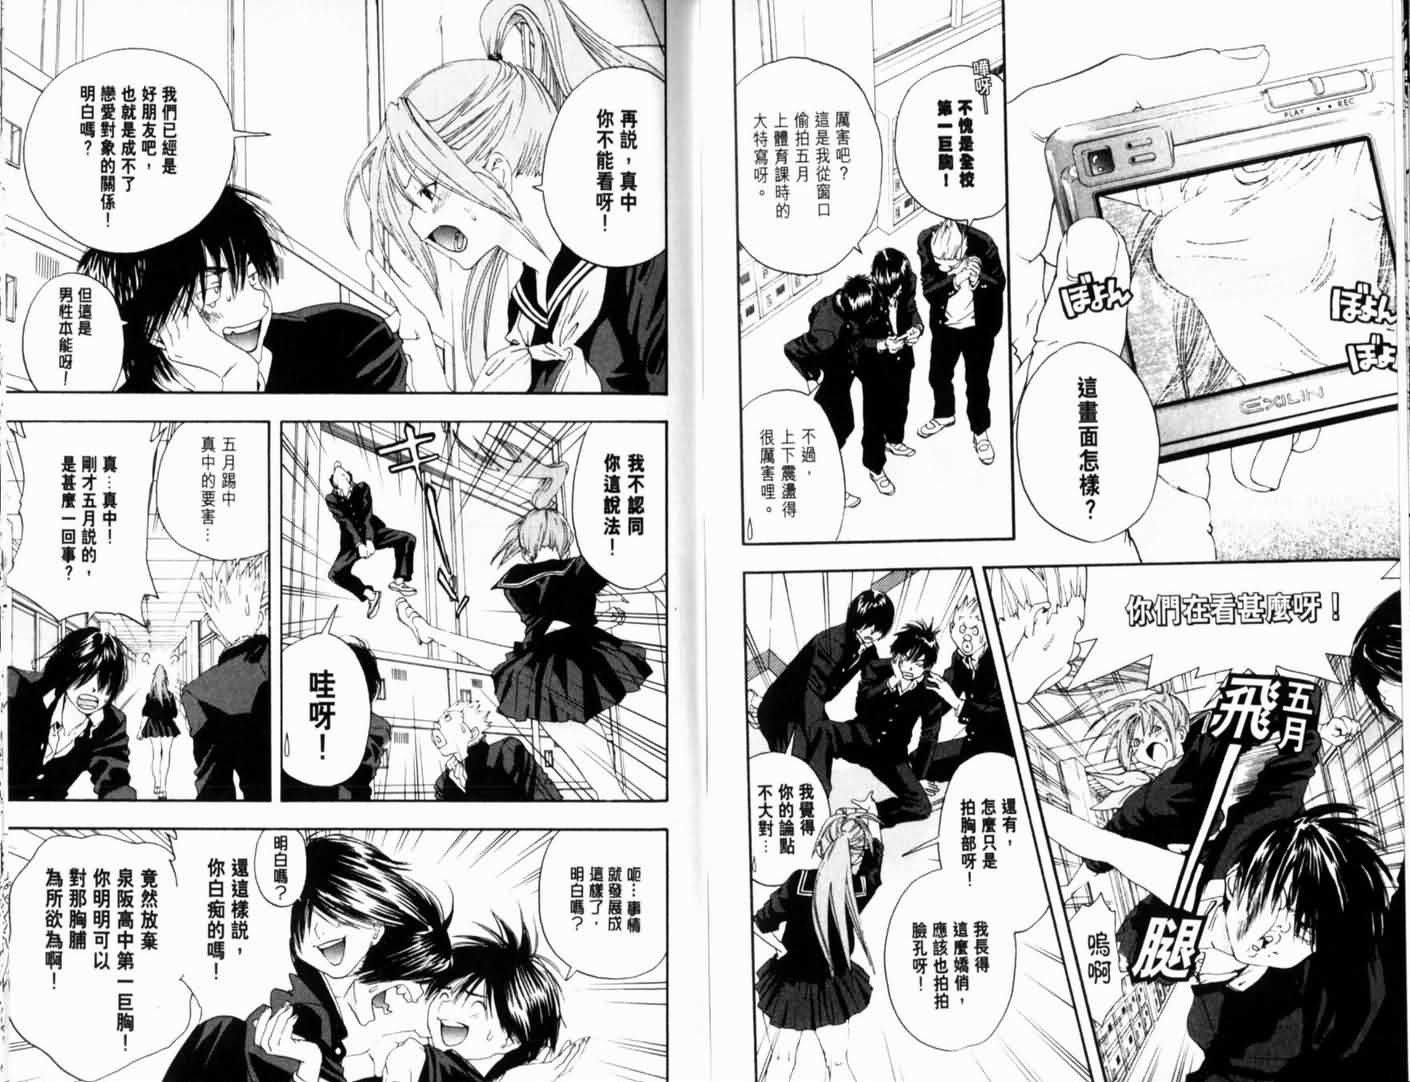 PLAY
REC
EXILIN
ぼよん
ぼよん
ぼよ
這畫面怎樣？
嘩呀—
不愧是全校
第一巨胸！
厲害吧？
這是我從窗口
偷拍五月
上體育課時的
大特寫呀。
不過，
上下震盪得
很厲害哩。
你們在看甚麼呀！
五月
飛——腿
嗚啊
還有，
怎麼只是
拍胸部呀！
我長得
這麼嬌俏，
應該也拍拍
臉孔呀！
我覺得
你的論點
不大對…
再説，真中
你不能看呀！
我們已經是
好朋友吧，
也就是成不了
戀愛對象的關係！
明白嗎？
但這是
男性本能呀！
我不認同
你這説法！
キーン
哇呀！
五月踢中
真中的要害…
真…真中！
剛才五月説的，
是甚麼一回事？
呃…事情
就發展成
這樣了，
明白嗎？
明白嗎？
還這樣説，
你白痴的嗎！
竟然放棄
泉阪高中第一巨胸！
你明明可以
對那胸脯
為所欲為啊！